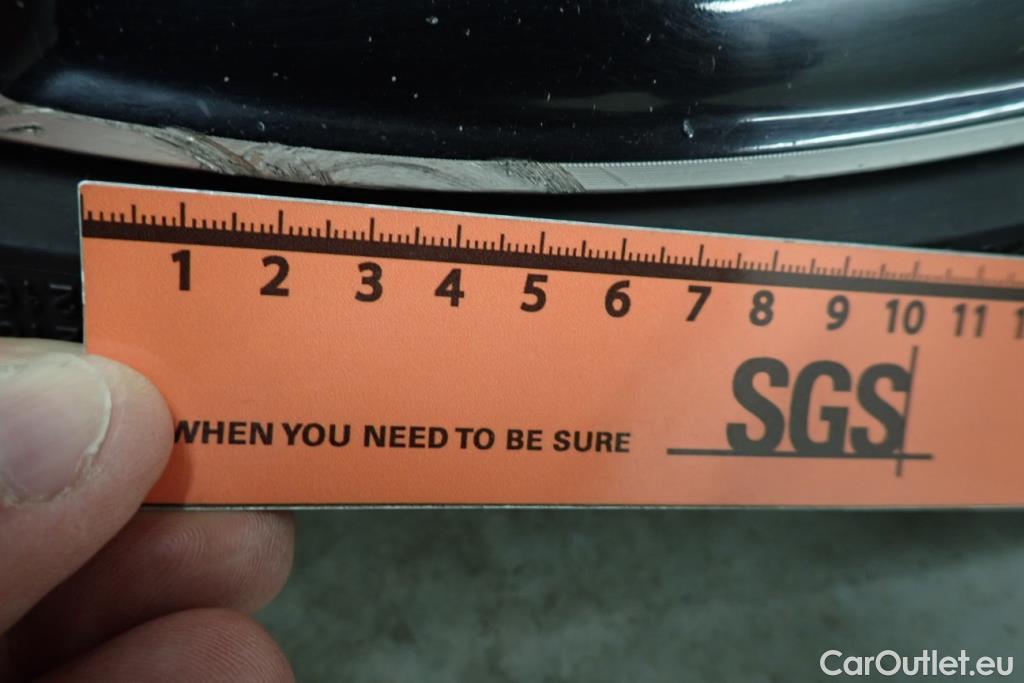 1 2 3 4 5 6 7 8 9 10 11
SGS
WHEN YOU NEED TO BE SURE
CarOutlet.eu